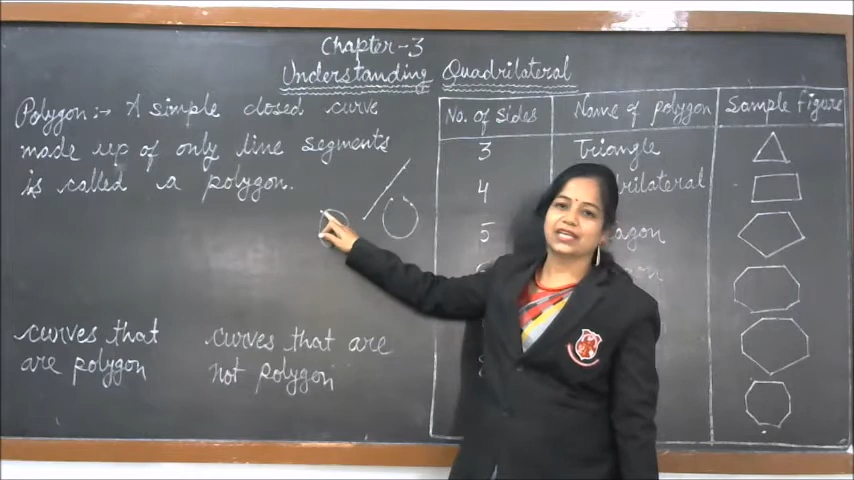 Chapter-3
Understanding Quadrilateral
Polygon :→ A simple closed curve
made up of only line segments
is called a polygon.
curves that
are polygon
curves that are
not polygon
No. of sides Name of polygon Sample Figure
3 Triangle
4
5